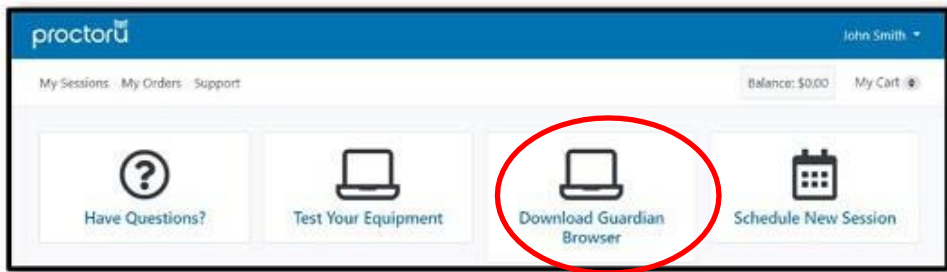 proctoru
John Smith
My Sessions My Orders Support
Balance: $0.00 My Cart 0
Have Questions?
Test Your Equipment
Download Guardian
Browser
Schedule New Session